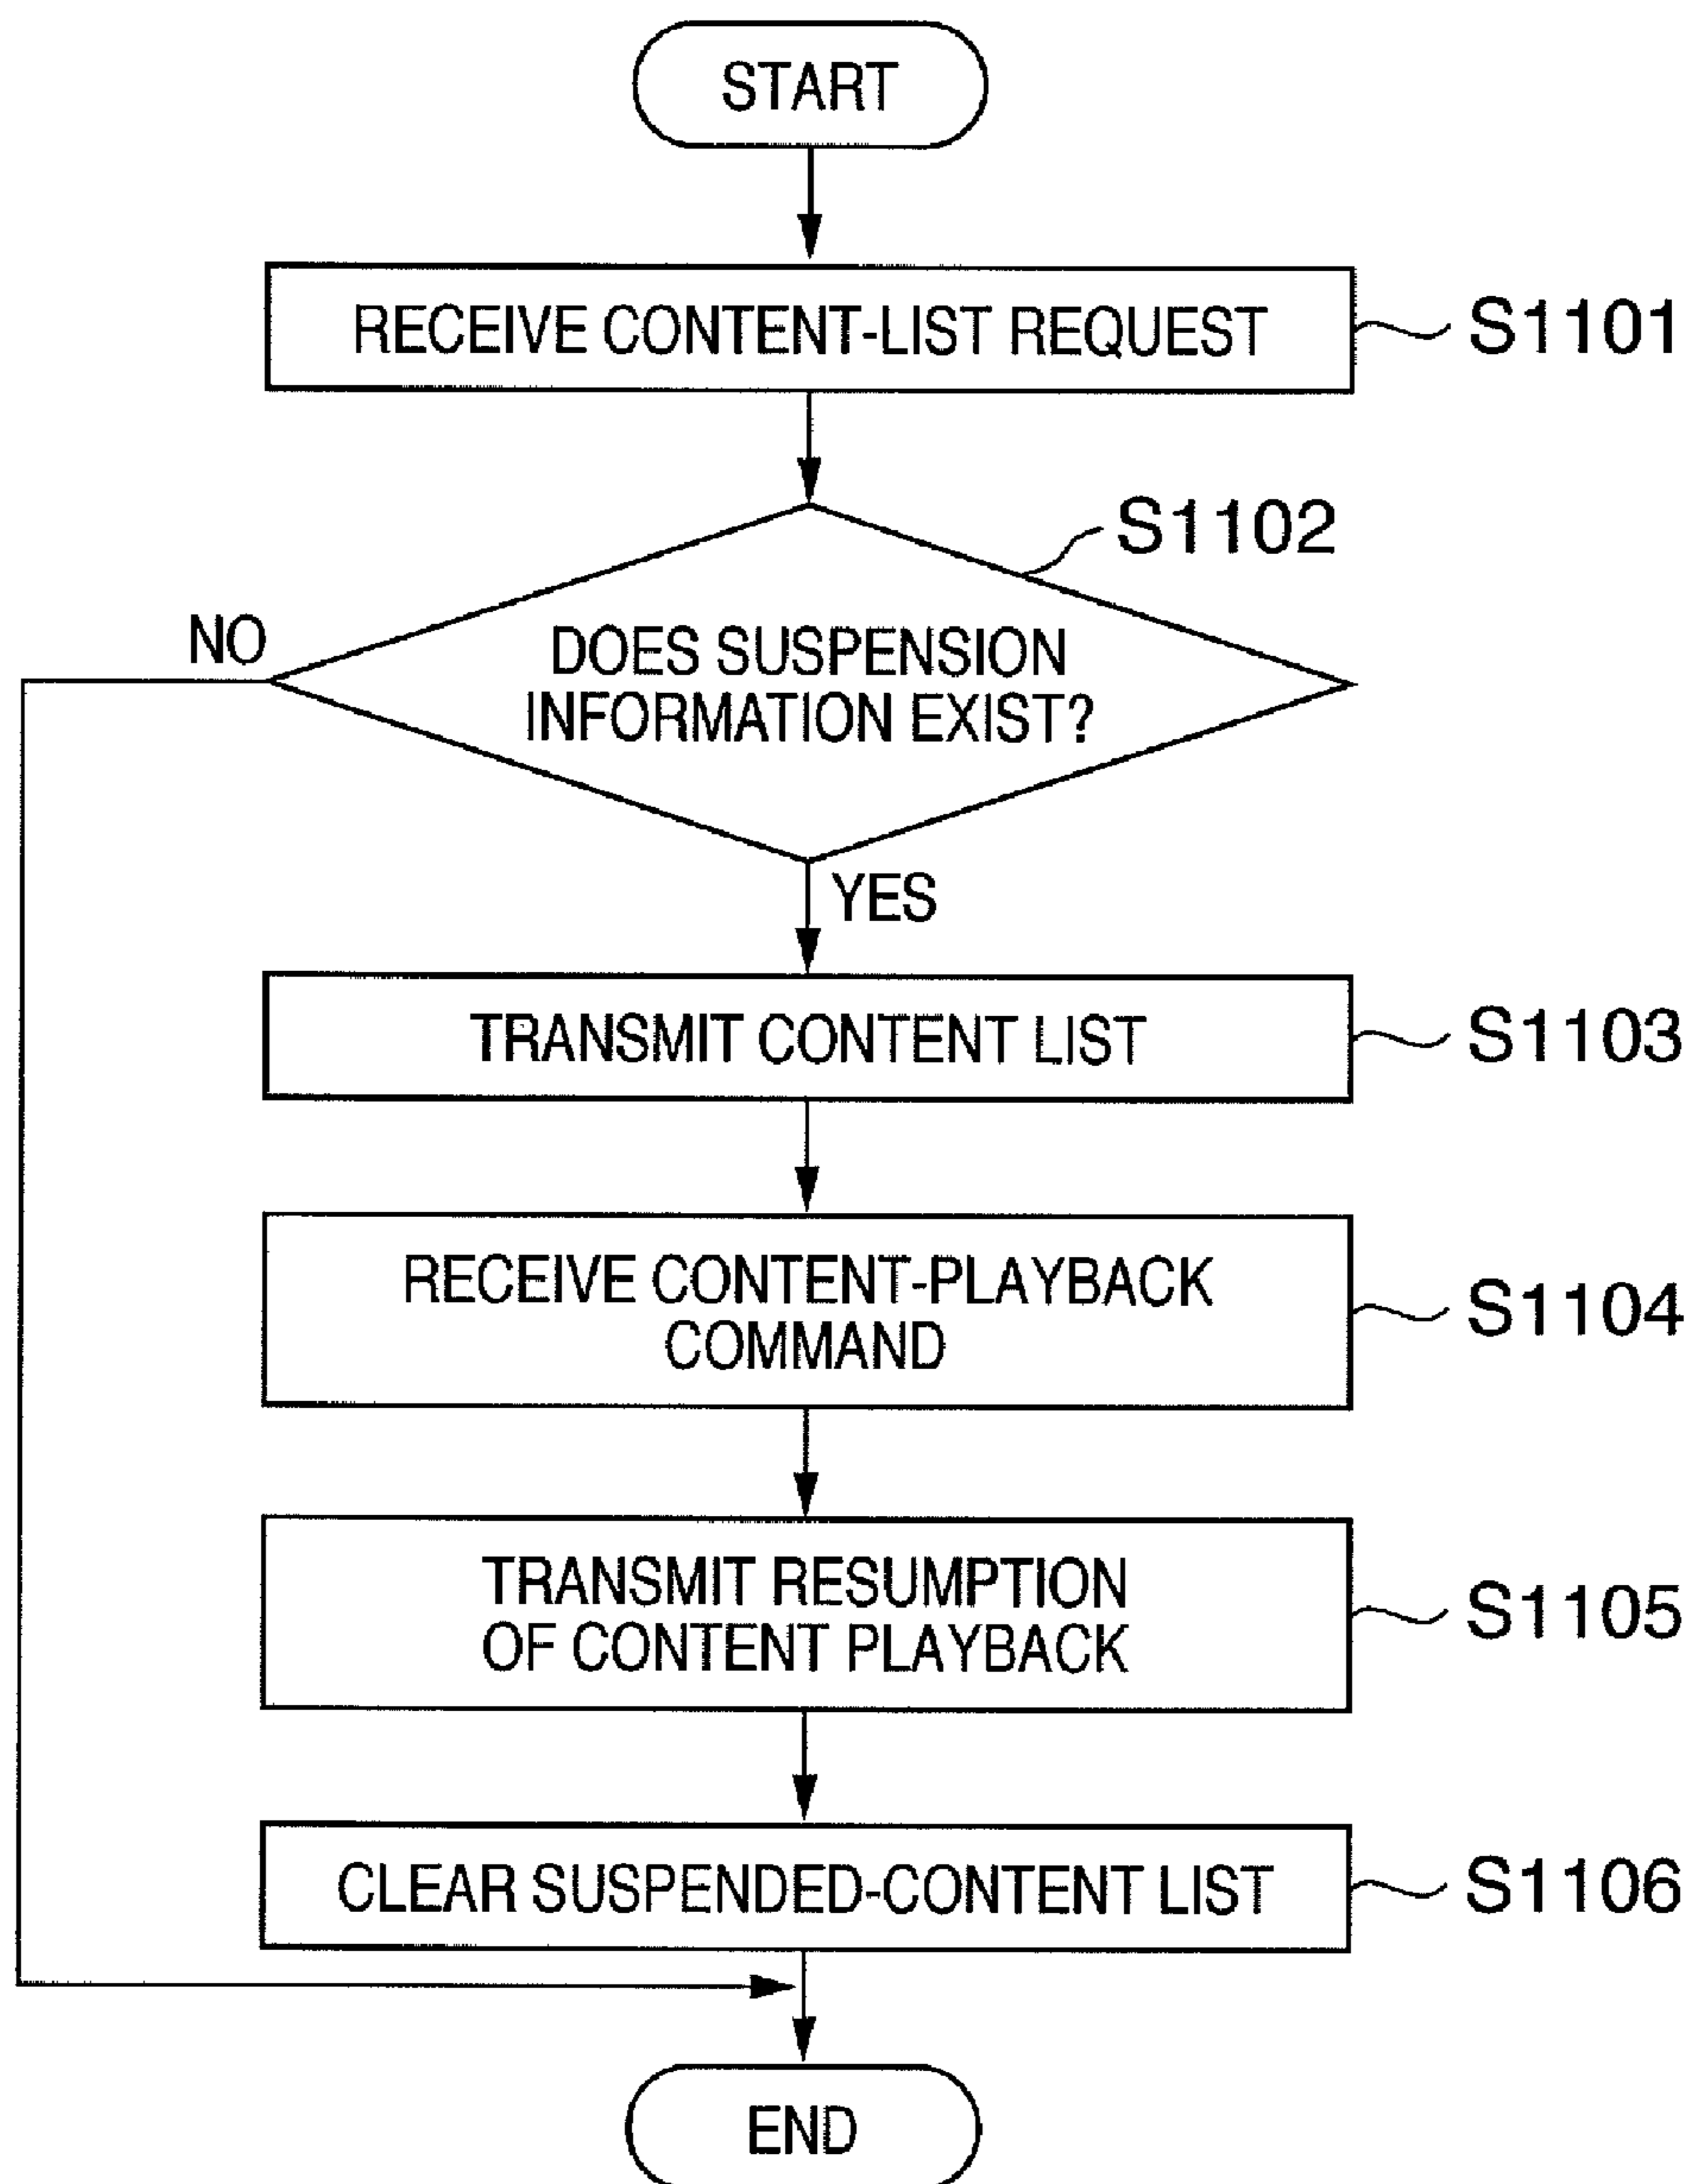 START
RECEIVE CONTENT-LIST REQUEST
S1101
S1102
DOES SUSPENSION
INFORMATION EXIST?
NO
YES
TRANSMIT CONTENT LIST
S1103
RECEIVE CONTENT-PLAYBACK
COMMAND
S1104
TRANSMIT RESUMPTION
OF CONTENT PLAYBACK
S1105
CLEAR SUSPENDED-CONTENT LIST
S1106
END